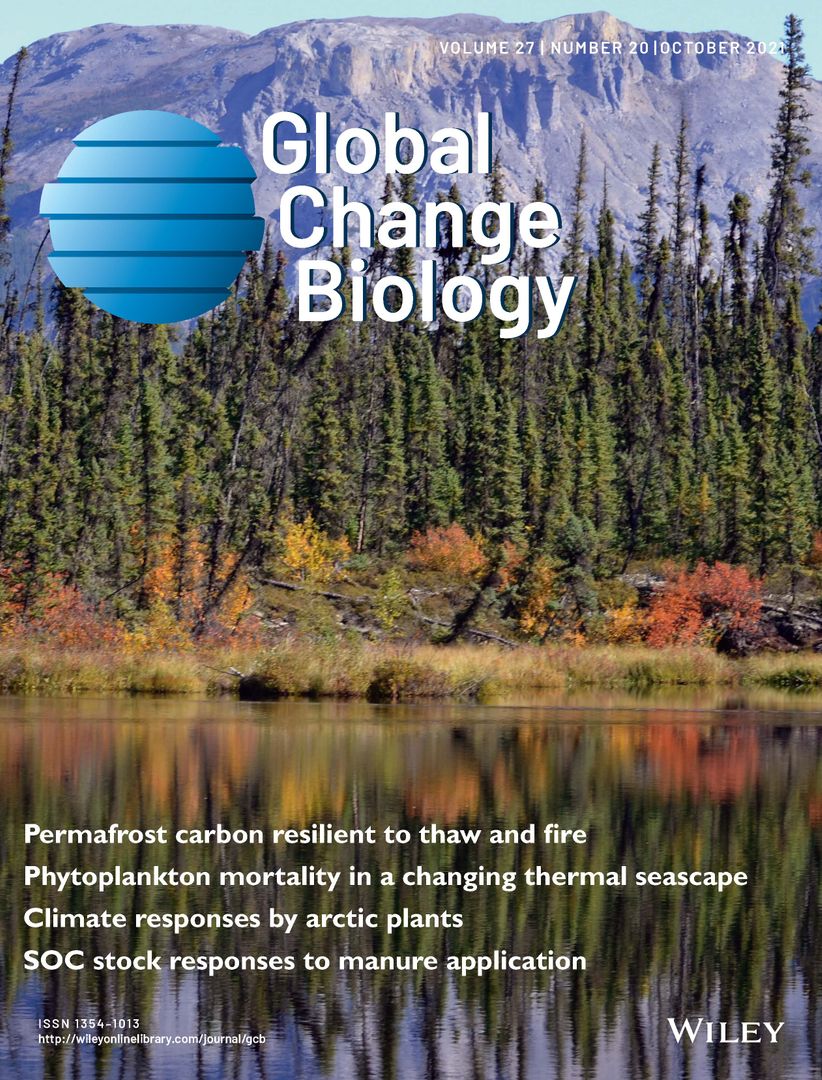 VOLUME 27 | NUMBER 20 | OCTOBER 2021
Global
Change
Biology
Permafrost carbon resilient to thaw and fire
Phytoplankton mortality in a changing thermal seascape
Climate responses by arctic plants
SOC stock responses to manure application
ISSN 1354-1013
http://wileyonlinelibrary.com/journal/gcb
WILEY